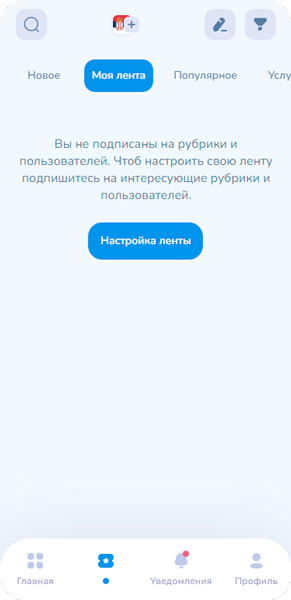 Новое
Моя лента
Популярное
Услу
Вы не подписаны на рубрики и
пользователей. Чтоб настроить свою ленту
подпишитесь на интересующие рубрики и
пользователей.
Настройка ленты
Главная
Уведомления
Профиль